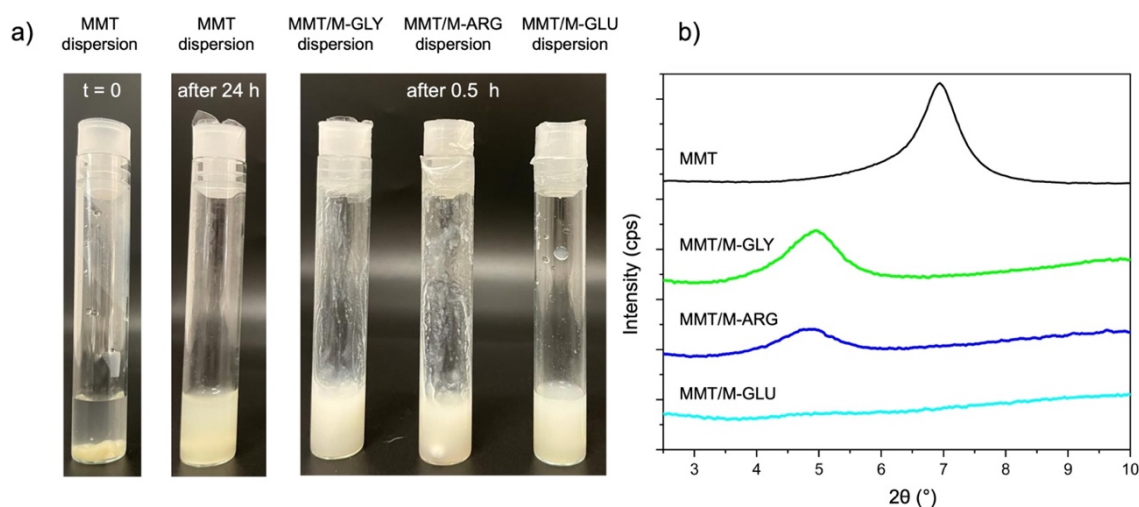 a)
MMT
dispersion
MMT
dispersion
MMT/M-GLY
dispersion
MMT/M-ARG
dispersion
MMT/M-GLU
dispersion
t = 0
after 24 h
after 0.5 h
b)
Intensity (cps)
MMT
MMT/M-GLY
MMT/M-ARG
MMT/M-GLU
3 4 5 6 7 8 9 10
2θ (°)